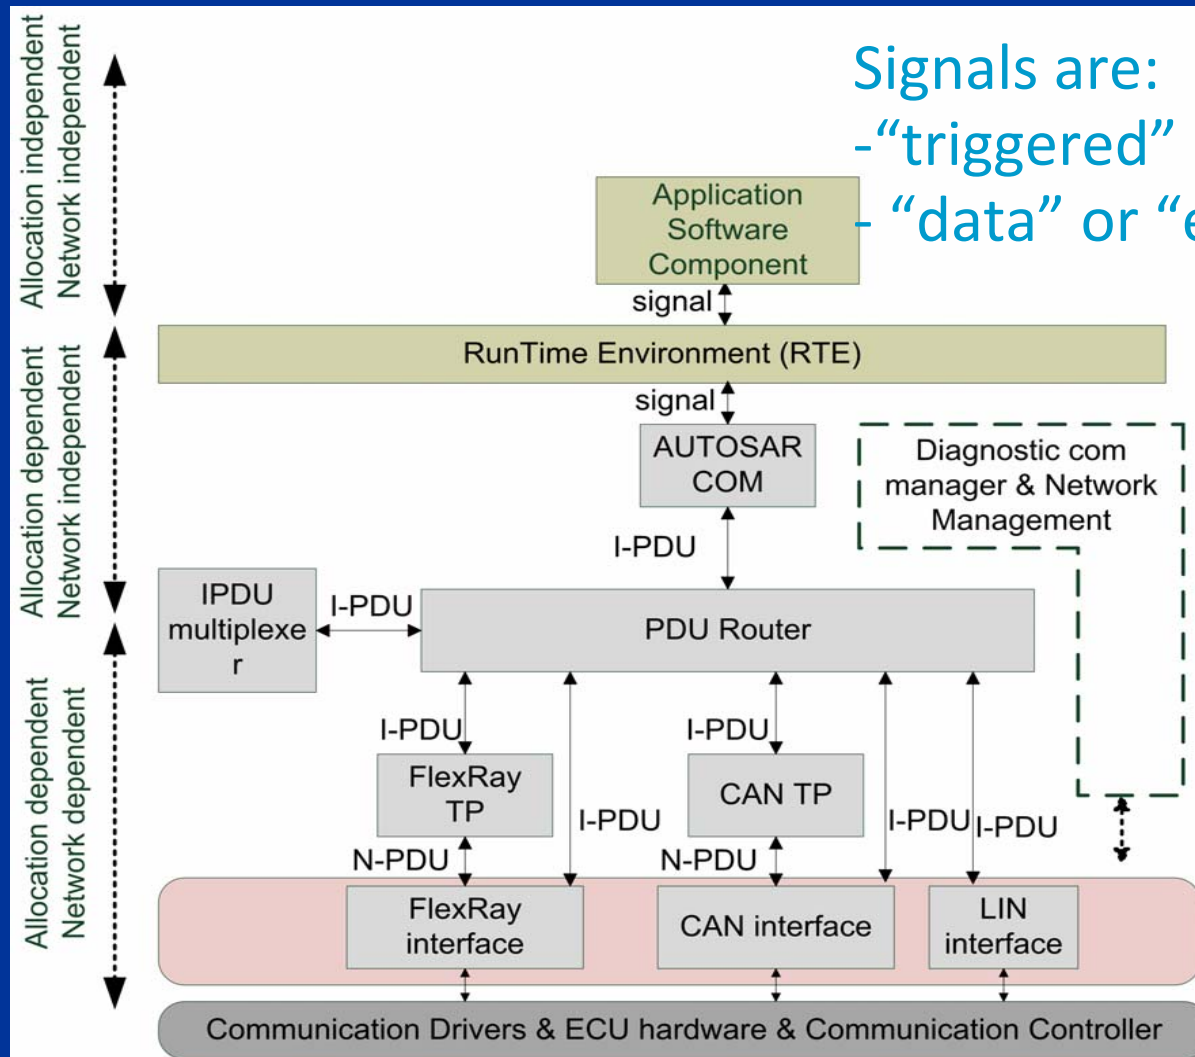 Signals are:
-“triggered”
- “data” or “e
Allocation independent
Network independent
Application
Software
Component
signal
RunTime Environment (RTE)
signal
Allocation dependent
Network independent
AUTOSAR
COM
Diagnostic com
manager & Network
Management
I-PDU
IPDU
multiplexe
r
I-PDU
PDU Router
Allocation dependent
Network dependent
I-PDU
I-PDU
FlexRay
TP
CAN TP
I-PDU
I-PDU
I-PDU
N-PDU
N-PDU
FlexRay
interface
CAN interface
LIN
interface
Communication Drivers & ECU hardware & Communication Controller